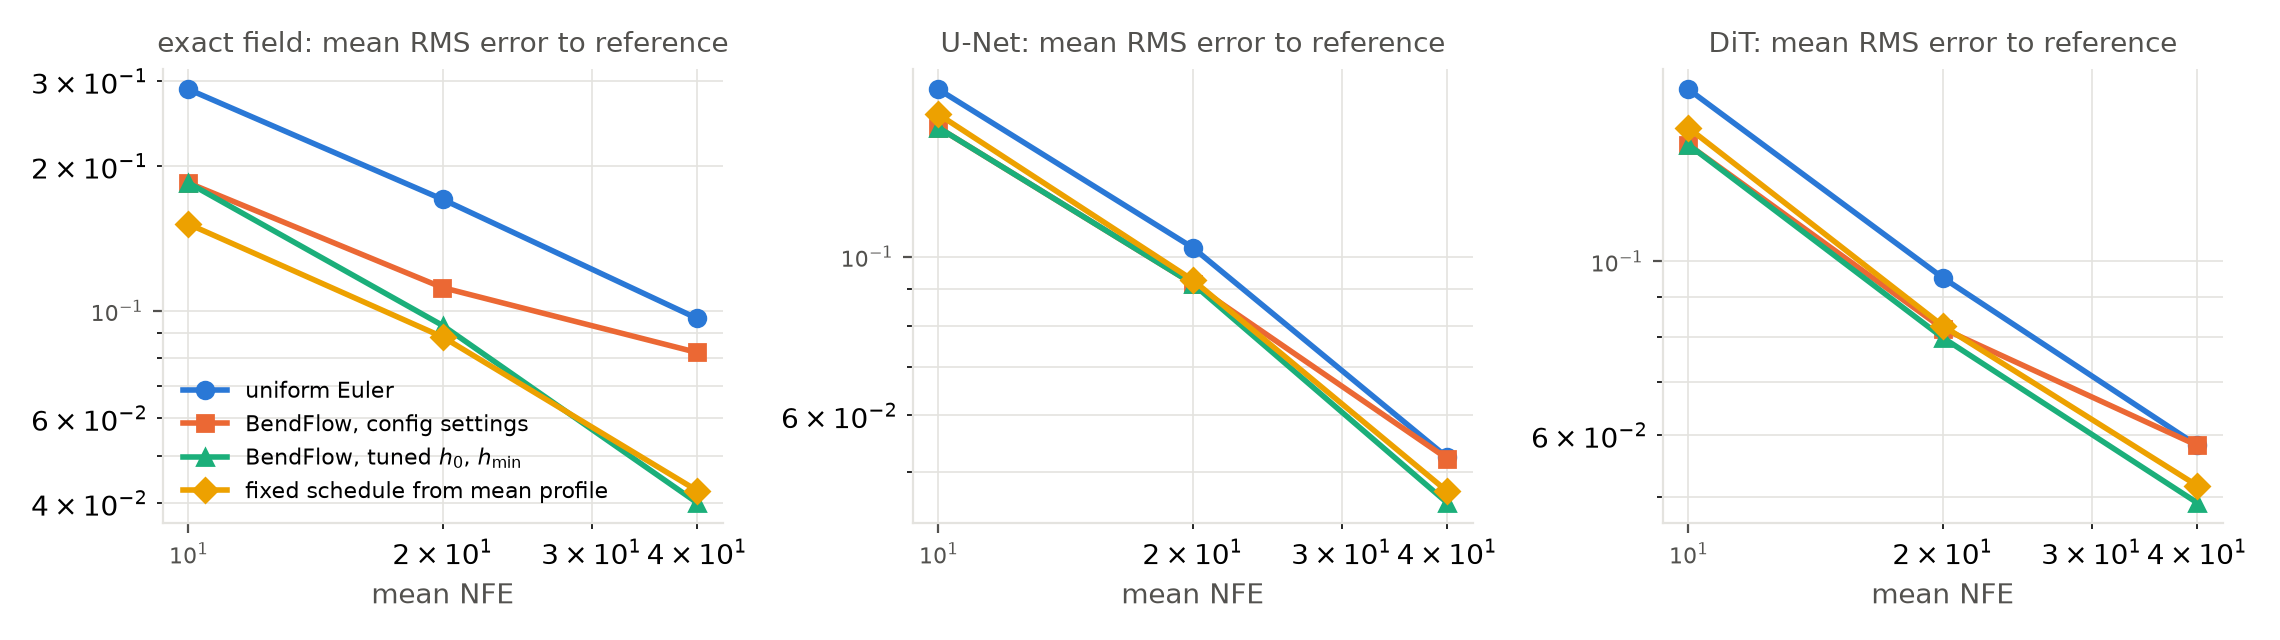 exact field: mean RMS error to reference
3 × 10⁻¹
2 × 10⁻¹
10⁻¹
6 × 10⁻²
4 × 10⁻²
uniform Euler
BendFlow, config settings
BendFlow, tuned h₀, hₘᵢₙ
fixed schedule from mean profile
10¹
2 × 10¹
3 × 10¹
4 × 10¹
mean NFE
U-Net: mean RMS error to reference
10⁻¹
6 × 10⁻²
10¹
2 × 10¹
3 × 10¹
4 × 10¹
mean NFE
DiT: mean RMS error to reference
10⁻¹
6 × 10⁻²
10¹
2 × 10¹
3 × 10¹
4 × 10¹
mean NFE